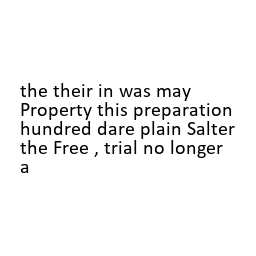 the their in was may
Property this preparation
hundred dare plain Salter
the Free , trial no longer
a